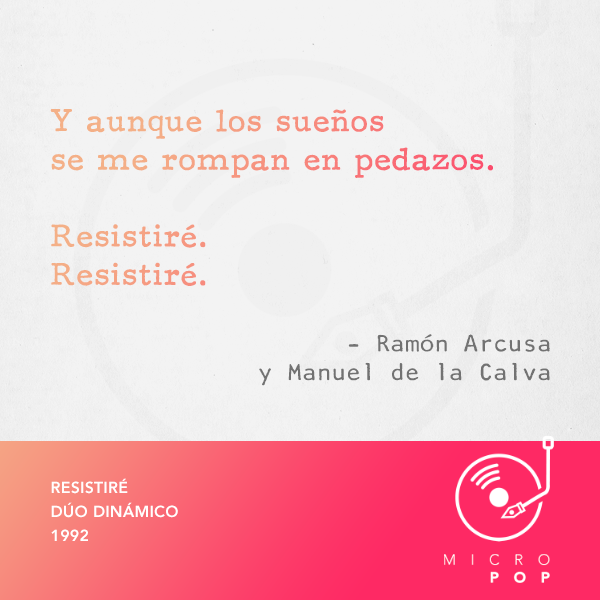 Y aunque los sueños
se me rompan en pedazos.
Resistiré.
Resistiré.
– Ramón Arcusa
y Manuel de la Calva
RESISTIRÉ
DÚO DINÁMICO
1992
MICRO
POP